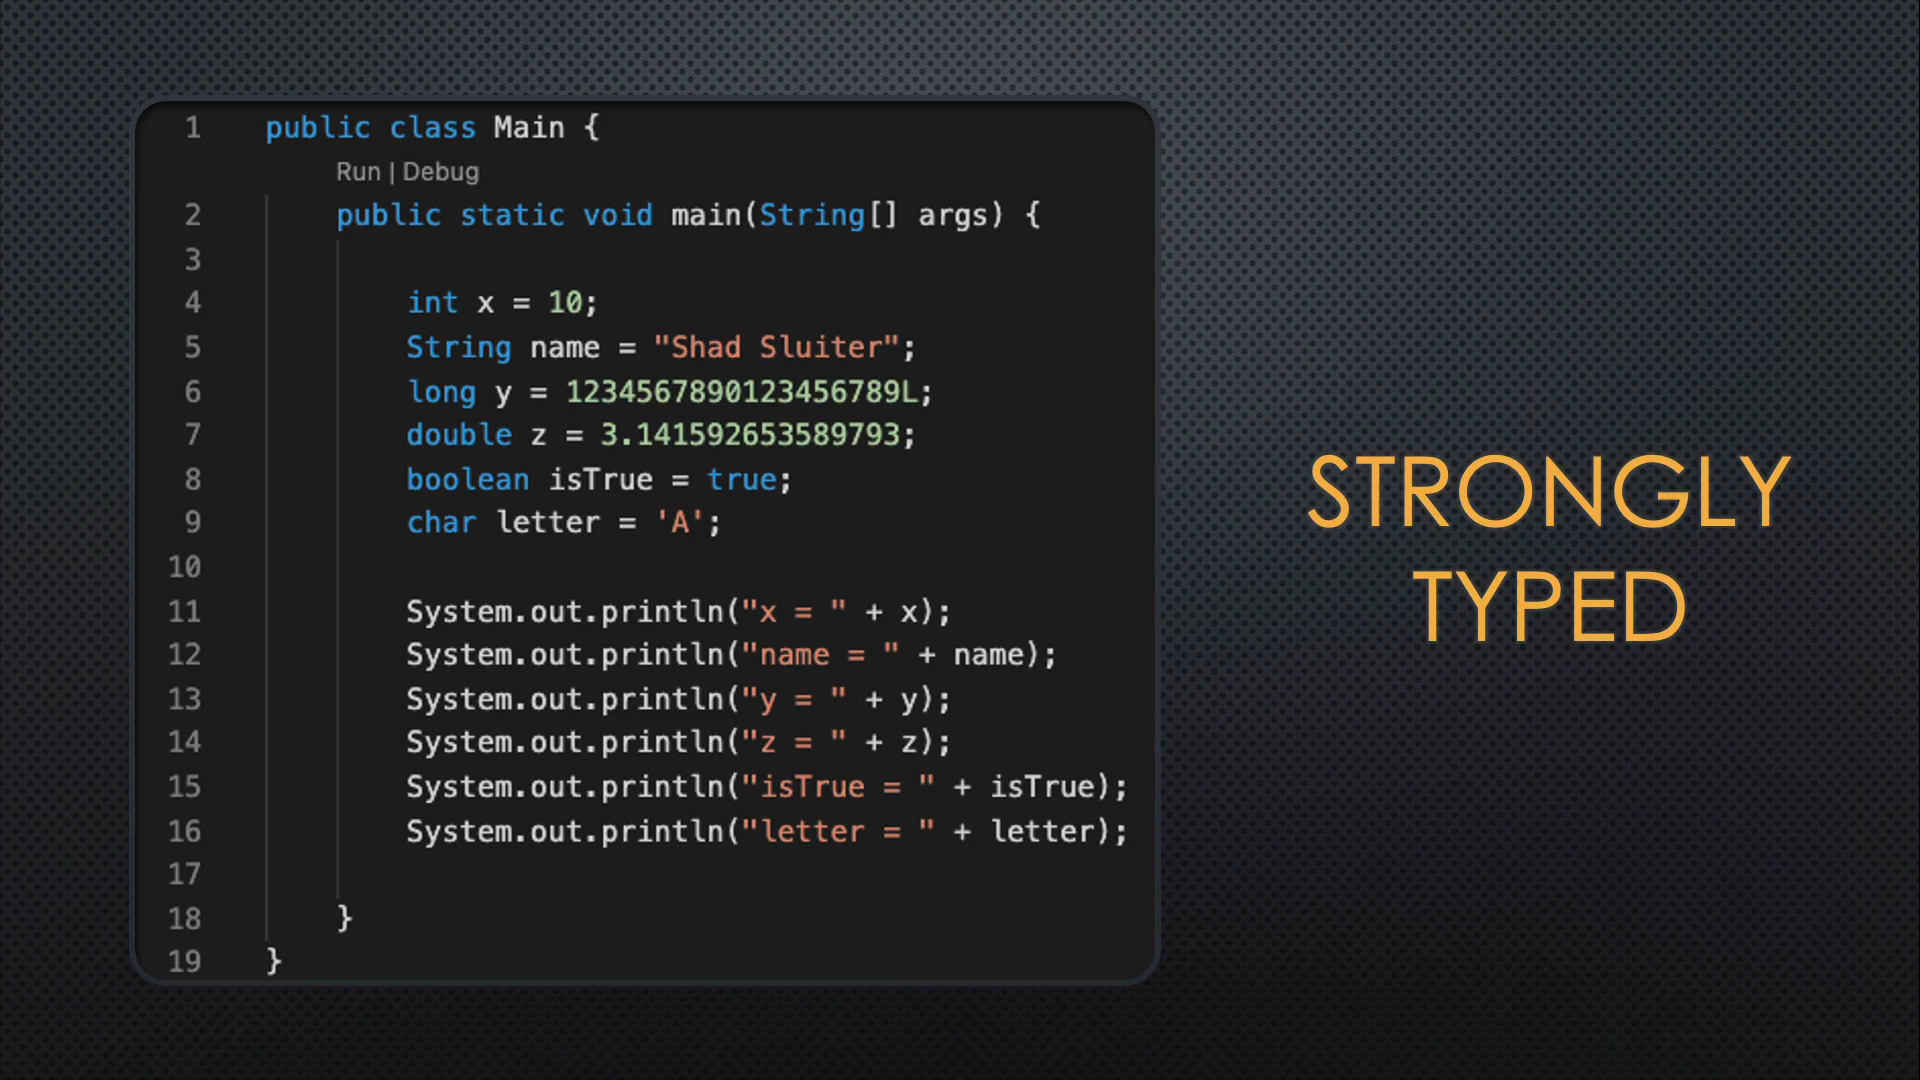 1 public class Main {
Run | Debug
2 public static void main(String[] args) {
3
4 int x = 10;
5 String name = "Shad Sluiter";
6 long y = 1234567890123456789L;
7 double z = 3.141592653589793;
8 boolean isTrue = true;
9 char letter = 'A';
10
11 System.out.println("x = " + x);
12 System.out.println("name = " + name);
13 System.out.println("y = " + y);
14 System.out.println("z = " + z);
15 System.out.println("isTrue = " + isTrue);
16 System.out.println("letter = " + letter);
17
18 }
19 }
STRONGLY
TYPED